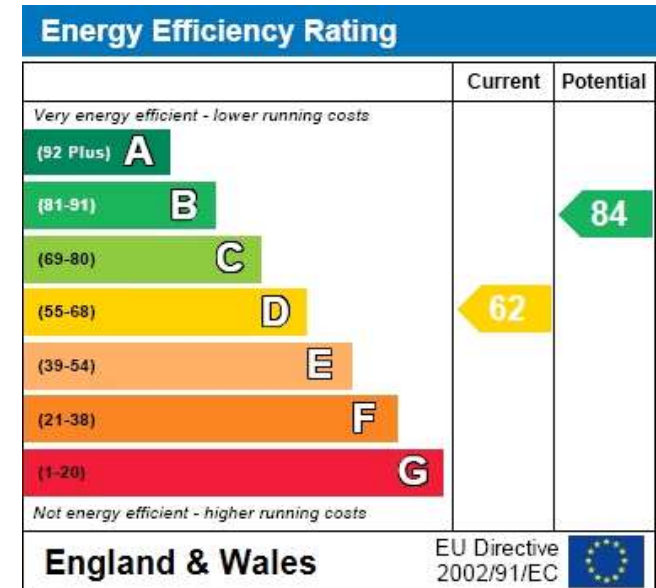 Energy Efficiency Rating
Current Potential
Very energy efficient - lower running costs
(92 Plus) A
(81-91) B
84
(69-80) C
(55-68) D
62
(39-54) E
(21-38) F
(1-20) G
Not energy efficient - higher running costs
England & Wales
EU Directive
2002/91/EC